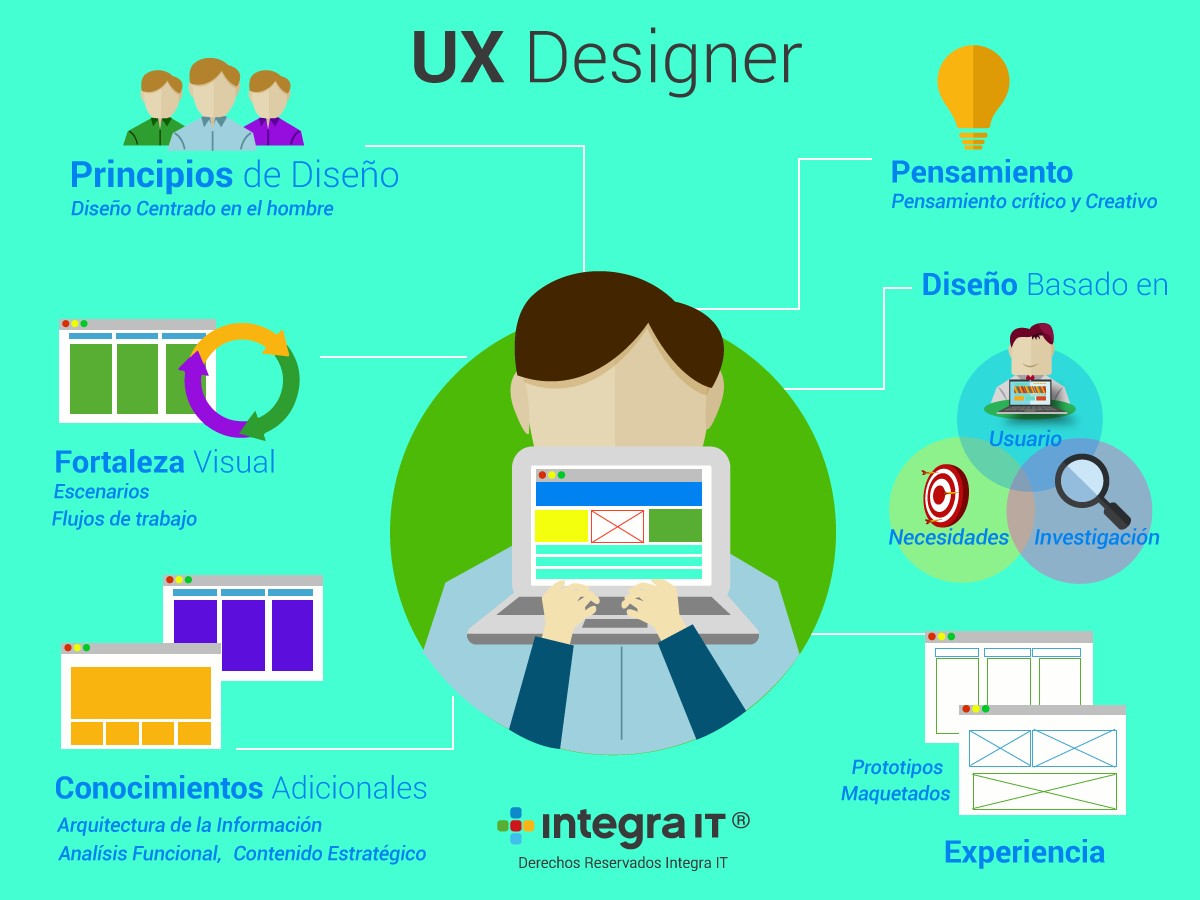 UX Designer
Principios de Diseño
Diseño Centrado en el hombre
Pensamiento
Pensamiento crítico y Creativo
Diseño Basado en
Usuario
Necesidades
Investigación
Fortaleza Visual
Escenarios
Flujos de trabajo
Conocimientos Adicionales
Arquitectura de la Información
Analísis Funcional, Contenido Estratégico
Prototipos
Maquetados
Experiencia
integra IT ®
Derechos Reservados Integra IT